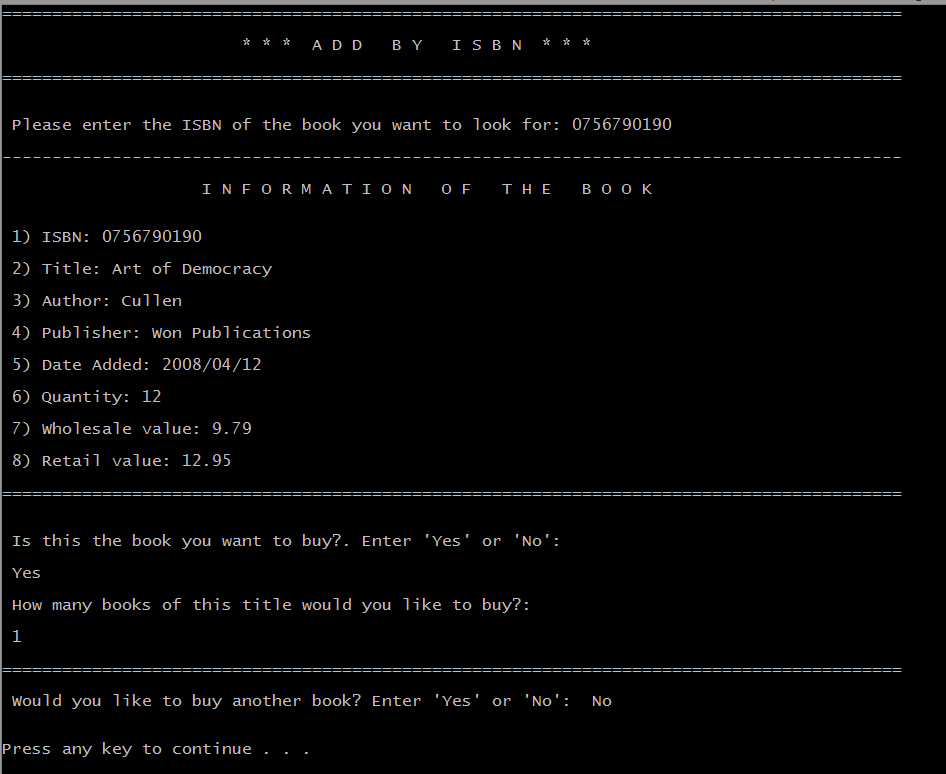 ==========================================================================================
* * * A D D   B Y   I S B N * * *
==========================================================================================
Please enter the ISBN of the book you want to look for: 0756790190
------------------------------------------------------------------------------------------
I N F O R M A T I O N   O F   T H E   B O O K
1) ISBN: 0756790190
2) Title: Art of Democracy
3) Author: Cullen
4) Publisher: Won Publications
5) Date Added: 2008/04/12
6) Quantity: 12
7) Wholesale value: 9.79
8) Retail value: 12.95
==========================================================================================
Is this the book you want to buy?. Enter 'Yes' or 'No':
Yes
How many books of this title would you like to buy?:
1
==========================================================================================
Would you like to buy another book? Enter 'Yes' or 'No':  No
Press any key to continue . . .